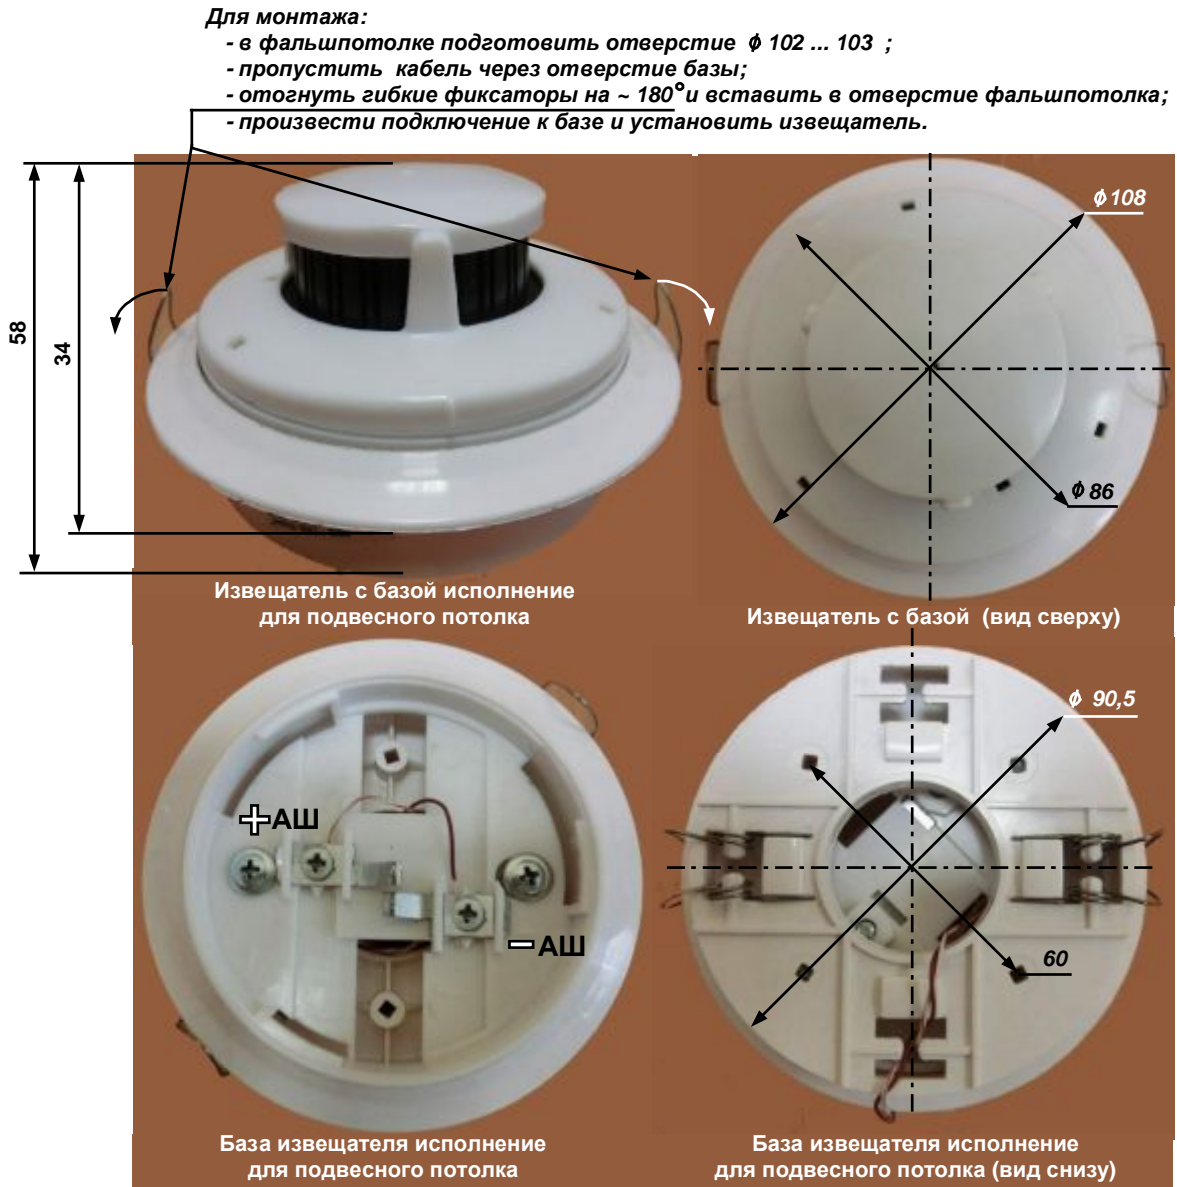 Для монтажа:
- в фальшпотолке подготовить отверстие ϕ 102 ... 103 ;
- пропустить кабель через отверстие базы;
- отогнуть гибкие фиксаторы на ~ 180° и вставить в отверстие фальшпотолка;
- произвести подключение к базе и установить извещатель.
58
34
ϕ 108
ϕ 86
Извещатель с базой исполнение
для подвесного потолка
Извещатель с базой (вид сверху)
+АШ
−АШ
ϕ 90,5
60
База извещателя исполнение
для подвесного потолка
База извещателя исполнение
для подвесного потолка (вид снизу)